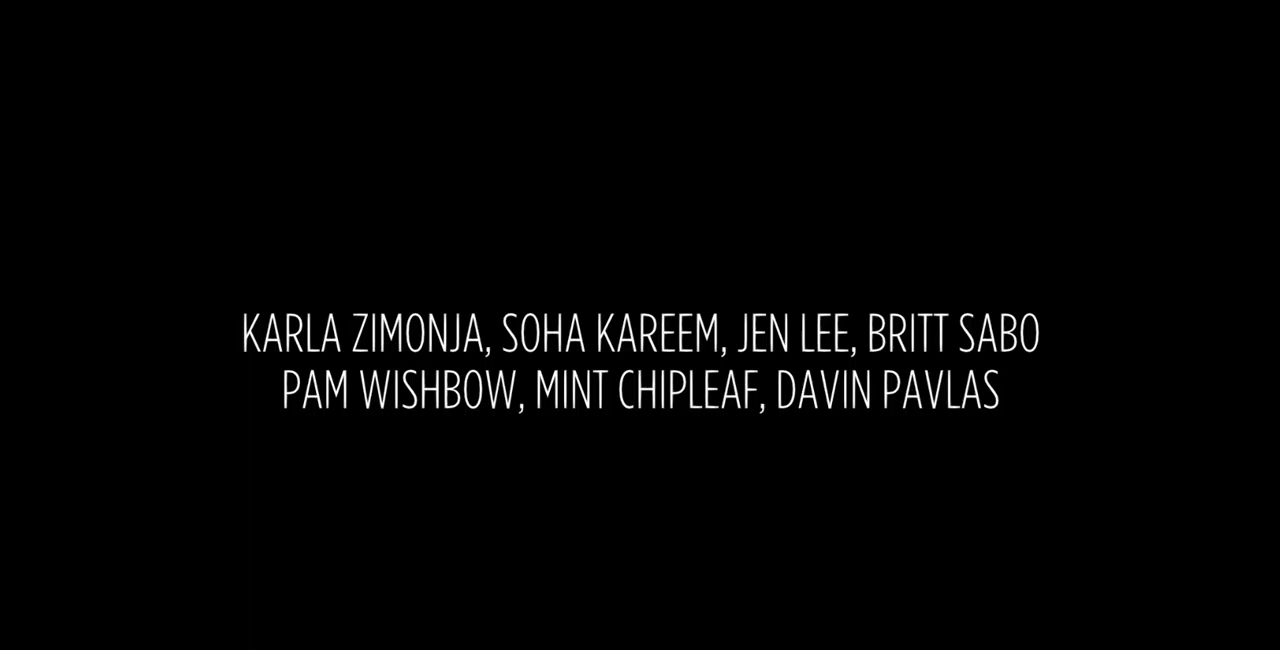 KARLA ZIMONJA, SOHA KAREEM, JEN LEE, BRITT SABO
PAM WISHBOW, MINT CHIPLEAF, DAVIN PAVLAS